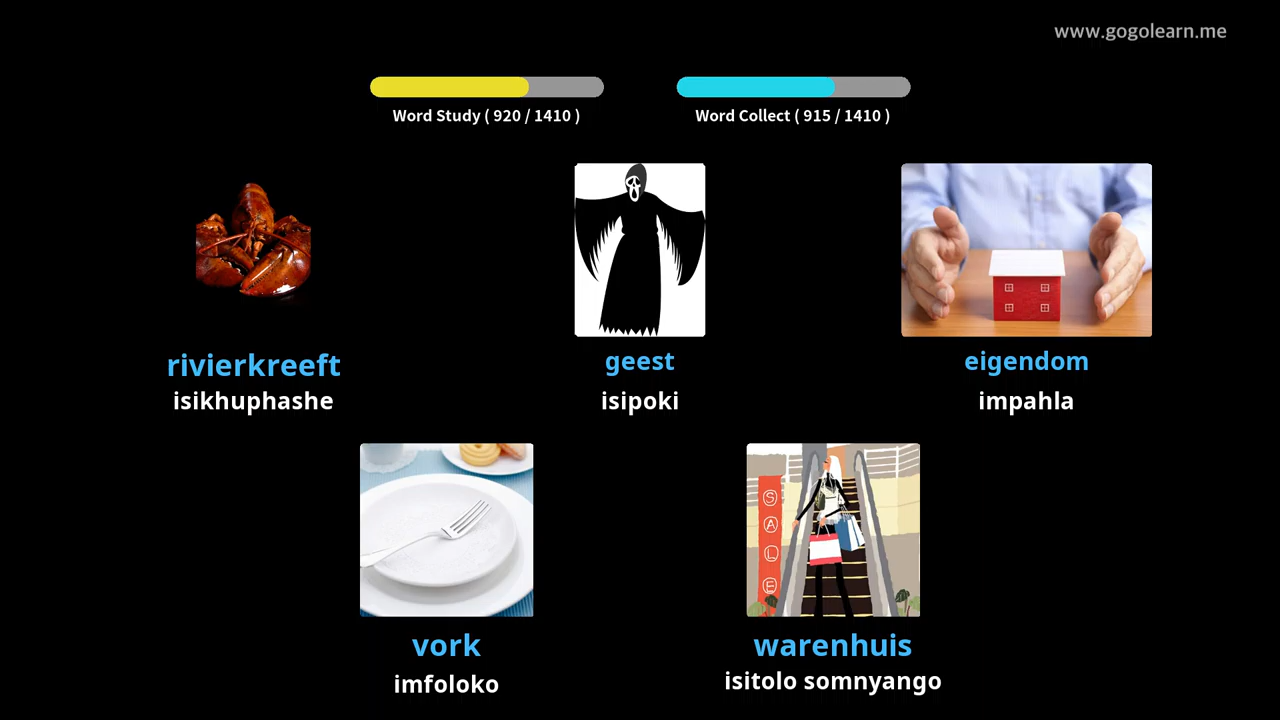 www.gogolearn.me
Word Study ( 920 / 1410 )
Word Collect ( 915 / 1410 )
rivierkreeft
isikhuphashe
geest
isipoki
eigendom
impahla
vork
imfoloko
SALE
warenhuis
isitolo somnyango